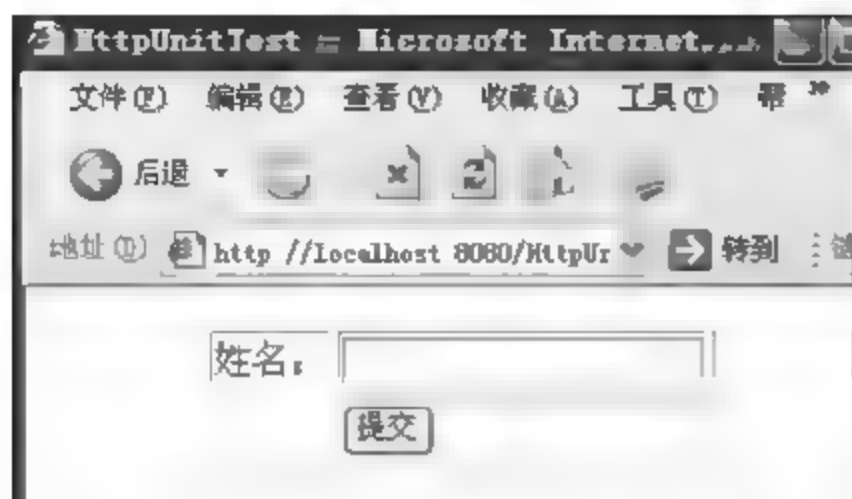 HttpUnitTest - Microsoft Internet...
文件(F) 编辑(E) 查看(V) 收藏(A) 工具(T) 帮 »
后退
地址(D) http //localhost 8080/HttpUr 转到
姓名:
提交